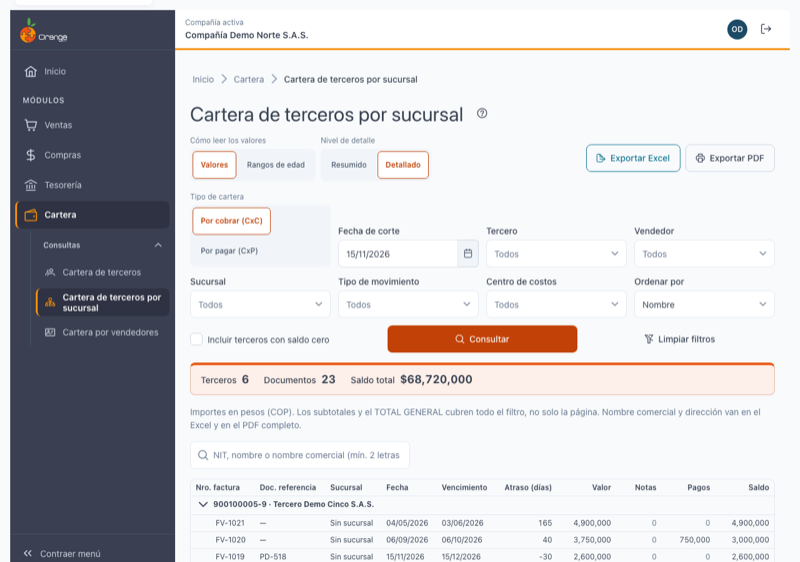 Orange
Compañía activa
Compañía Demo Norte S.A.S.
OD
Inicio
MÓDULOS
Ventas
Compras
Tesorería
Cartera
Consultas
Cartera de terceros
Cartera de terceros por
sucursal
Cartera por vendedores
Contraer menú
Inicio > Cartera > Cartera de terceros por sucursal
Cartera de terceros por sucursal
Cómo leer los valores Nivel de detalle
Valores Rangos de edad Resumido Detallado Exportar Excel Exportar PDF
Tipo de cartera
Por cobrar (CxC)
Por pagar (CxP)
Fecha de corte Tercero Vendedor
15/11/2026 Todos Todos
Sucursal Tipo de movimiento Centro de costos Ordenar por
Todos Todos Todos Nombre
Incluir terceros con saldo cero Consultar Limpiar filtros
Terceros 6 Documentos 23 Saldo total $68,720,000
Importes en pesos (COP). Los subtotales y el TOTAL GENERAL cubren todo el filtro, no solo la página. Nombre comercial y dirección van en el
Excel y en el PDF completo.
NIT, nombre o nombre comercial (mín. 2 letras
Nro. factura Doc. referencia Sucursal Fecha Vencimiento Atraso (días) Valor Notas Pagos Saldo
900100005-9 · Tercero Demo Cinco S.A.S.
FV-1021 — Sin sucursal 04/05/2026 03/06/2026 165 4,900,000 0 0 4,900,000
FV-1020 — Sin sucursal 06/09/2026 06/10/2026 40 3,750,000 0 750,000 3,000,000
FV-1019 PD-518 Sin sucursal 15/11/2026 15/12/2026 -30 2,600,000 0 0 2,600,000